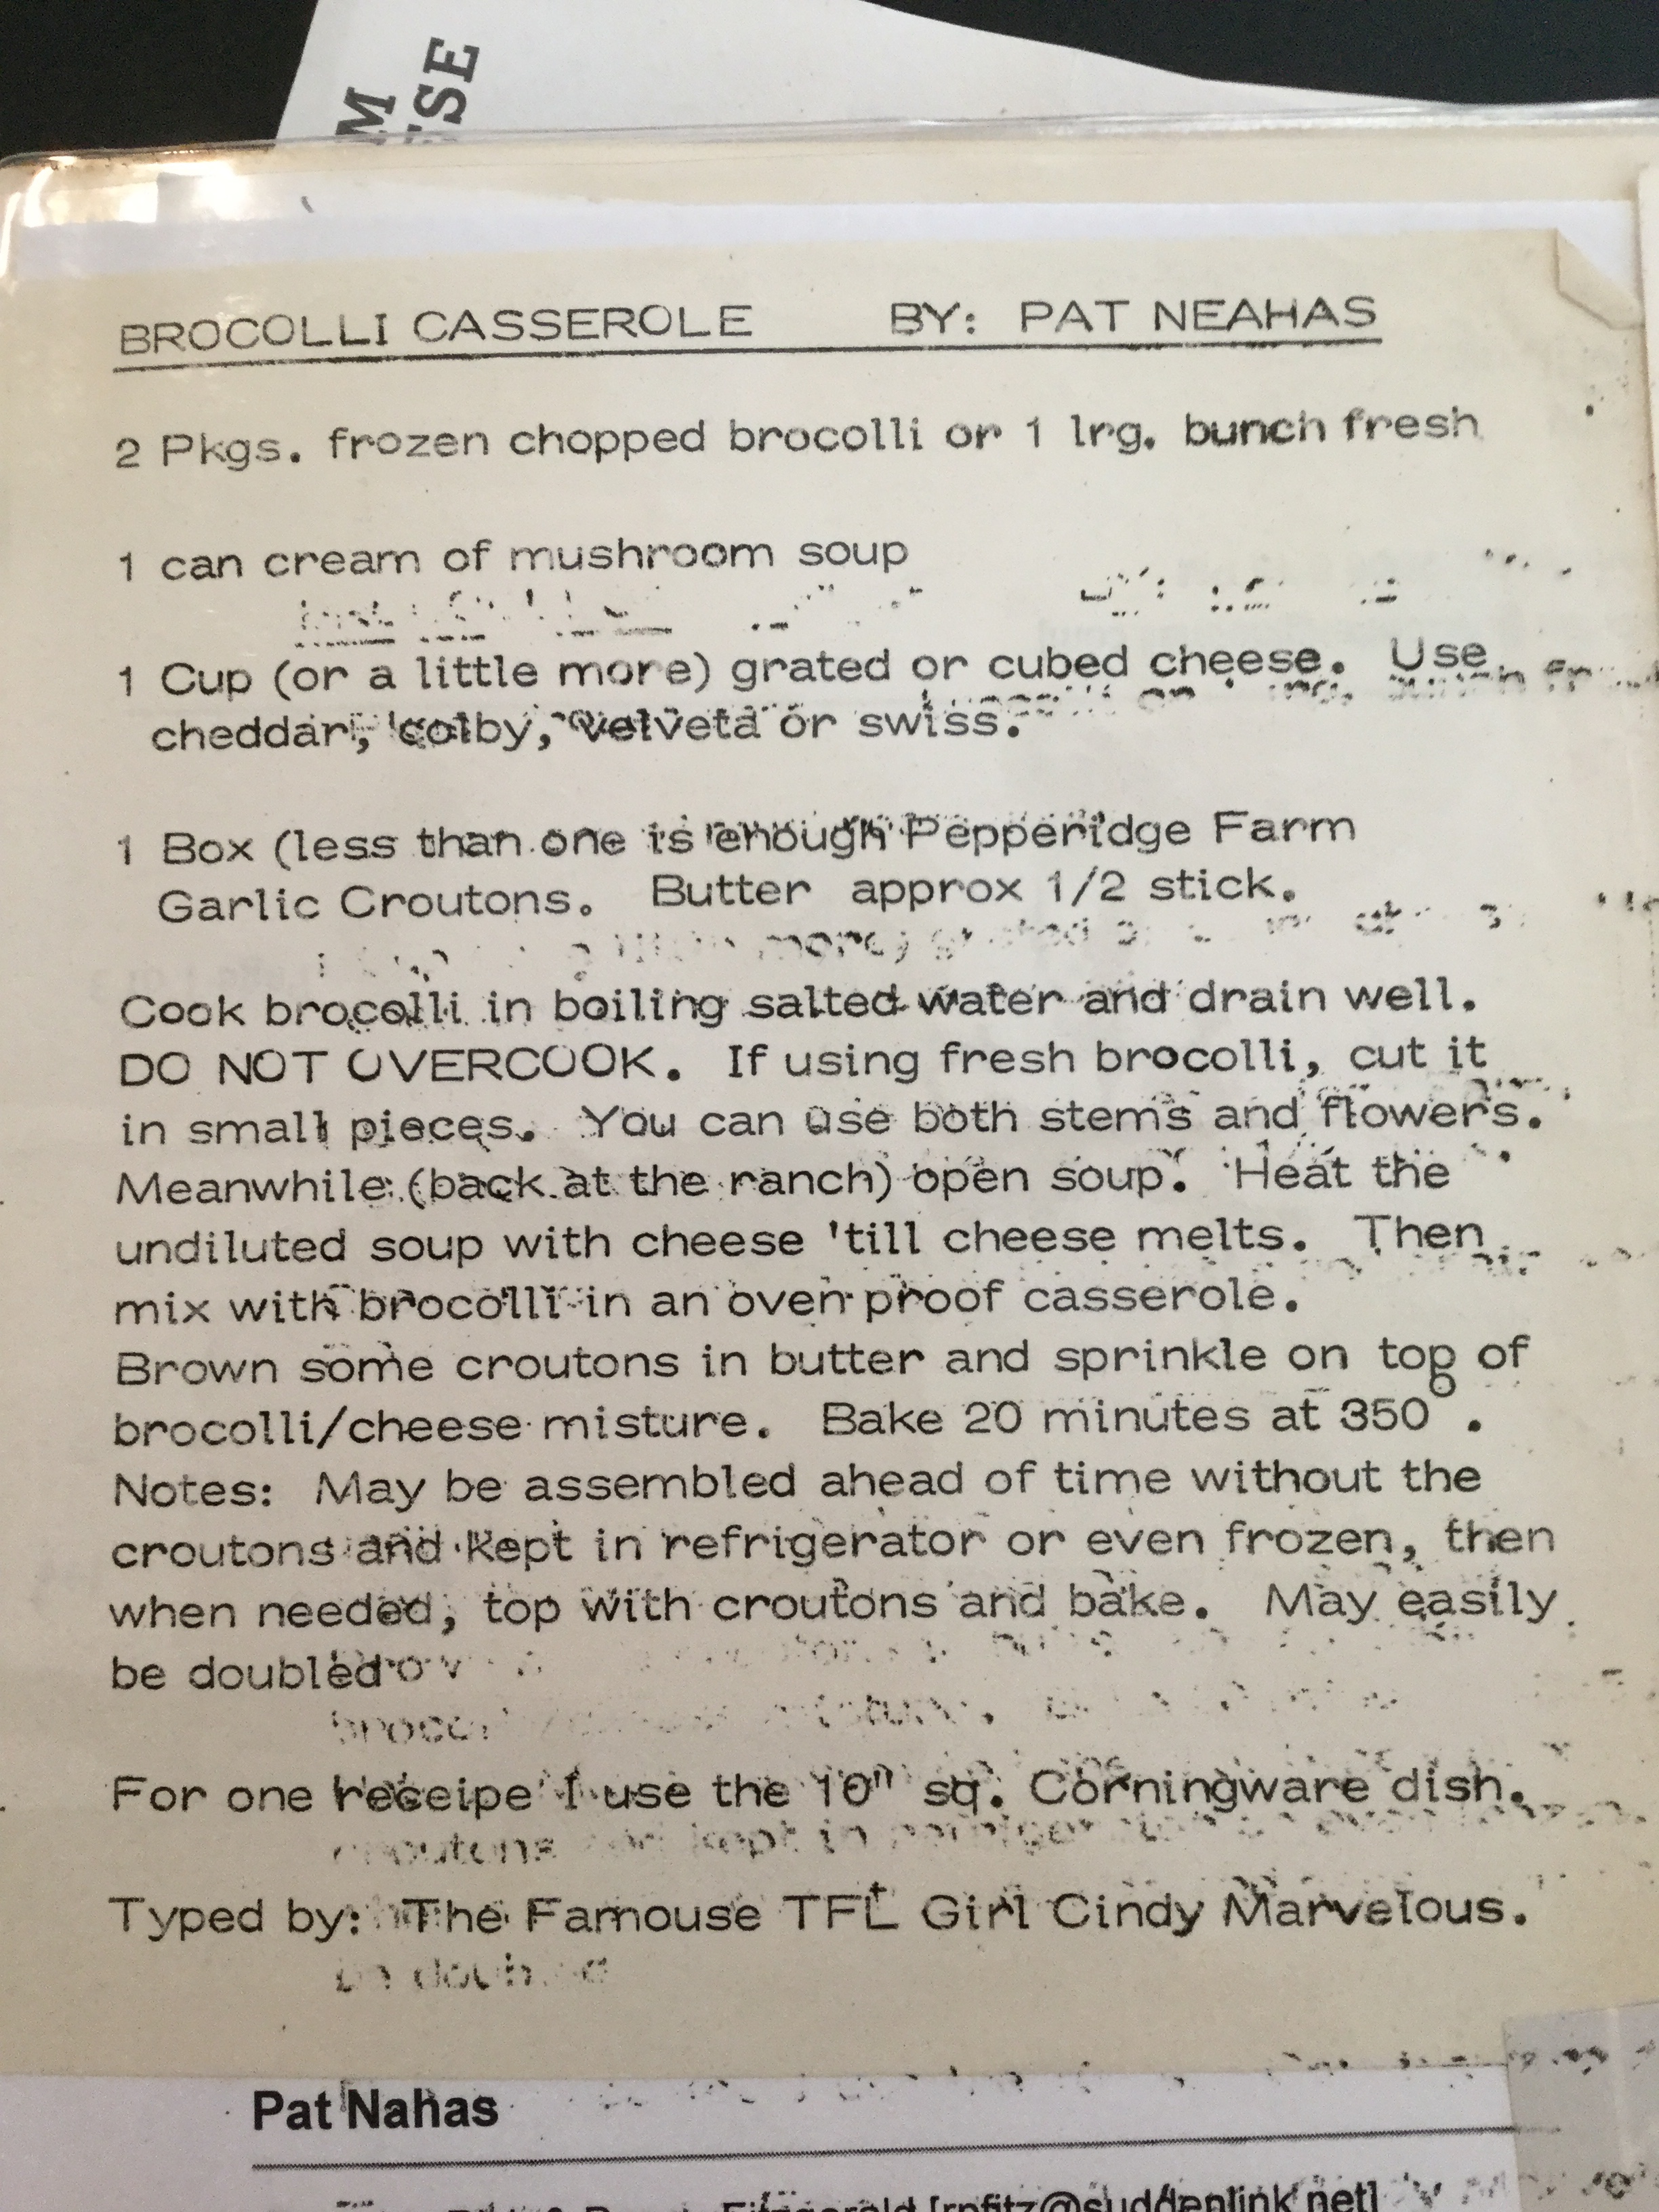 BROCOLLI CASSEROLE BY: PAT NEAHAS
2 Pkgs. frozen chopped brocolli or 1 lrg. bunch fresh
1 can cream of mushroom soup
1 Cup (or a little more) grated or cubed cheese. Use
cheddar, colby, velveta or swiss.
1 Box (less than one is enough Pepperidge Farm
Garlic Croutons. Butter approx 1/2 stick.
Cook brocolli in boiling salted water and drain well.
DO NOT OVERCOOK. If using fresh brocolli, cut it
in small pieces. You can use both stems and flowers.
Meanwhile (back at the ranch) open soup. Heat the
undiluted soup with cheese 'till cheese melts. Then
mix with brocolli in an oven proof casserole.
Brown some croutons in butter and sprinkle on top of
brocolli/cheese misture. Bake 20 minutes at 350°.
Notes: May be assembled ahead of time without the
croutons and kept in refrigerator or even frozen, then
when needed, top with croutons and bake. May easily
be doubled
For one receipe I use the 10" sq. Corningware dish.
Typed by: The Famouse TFL Girl Cindy Marvelous.
Pat Nahas